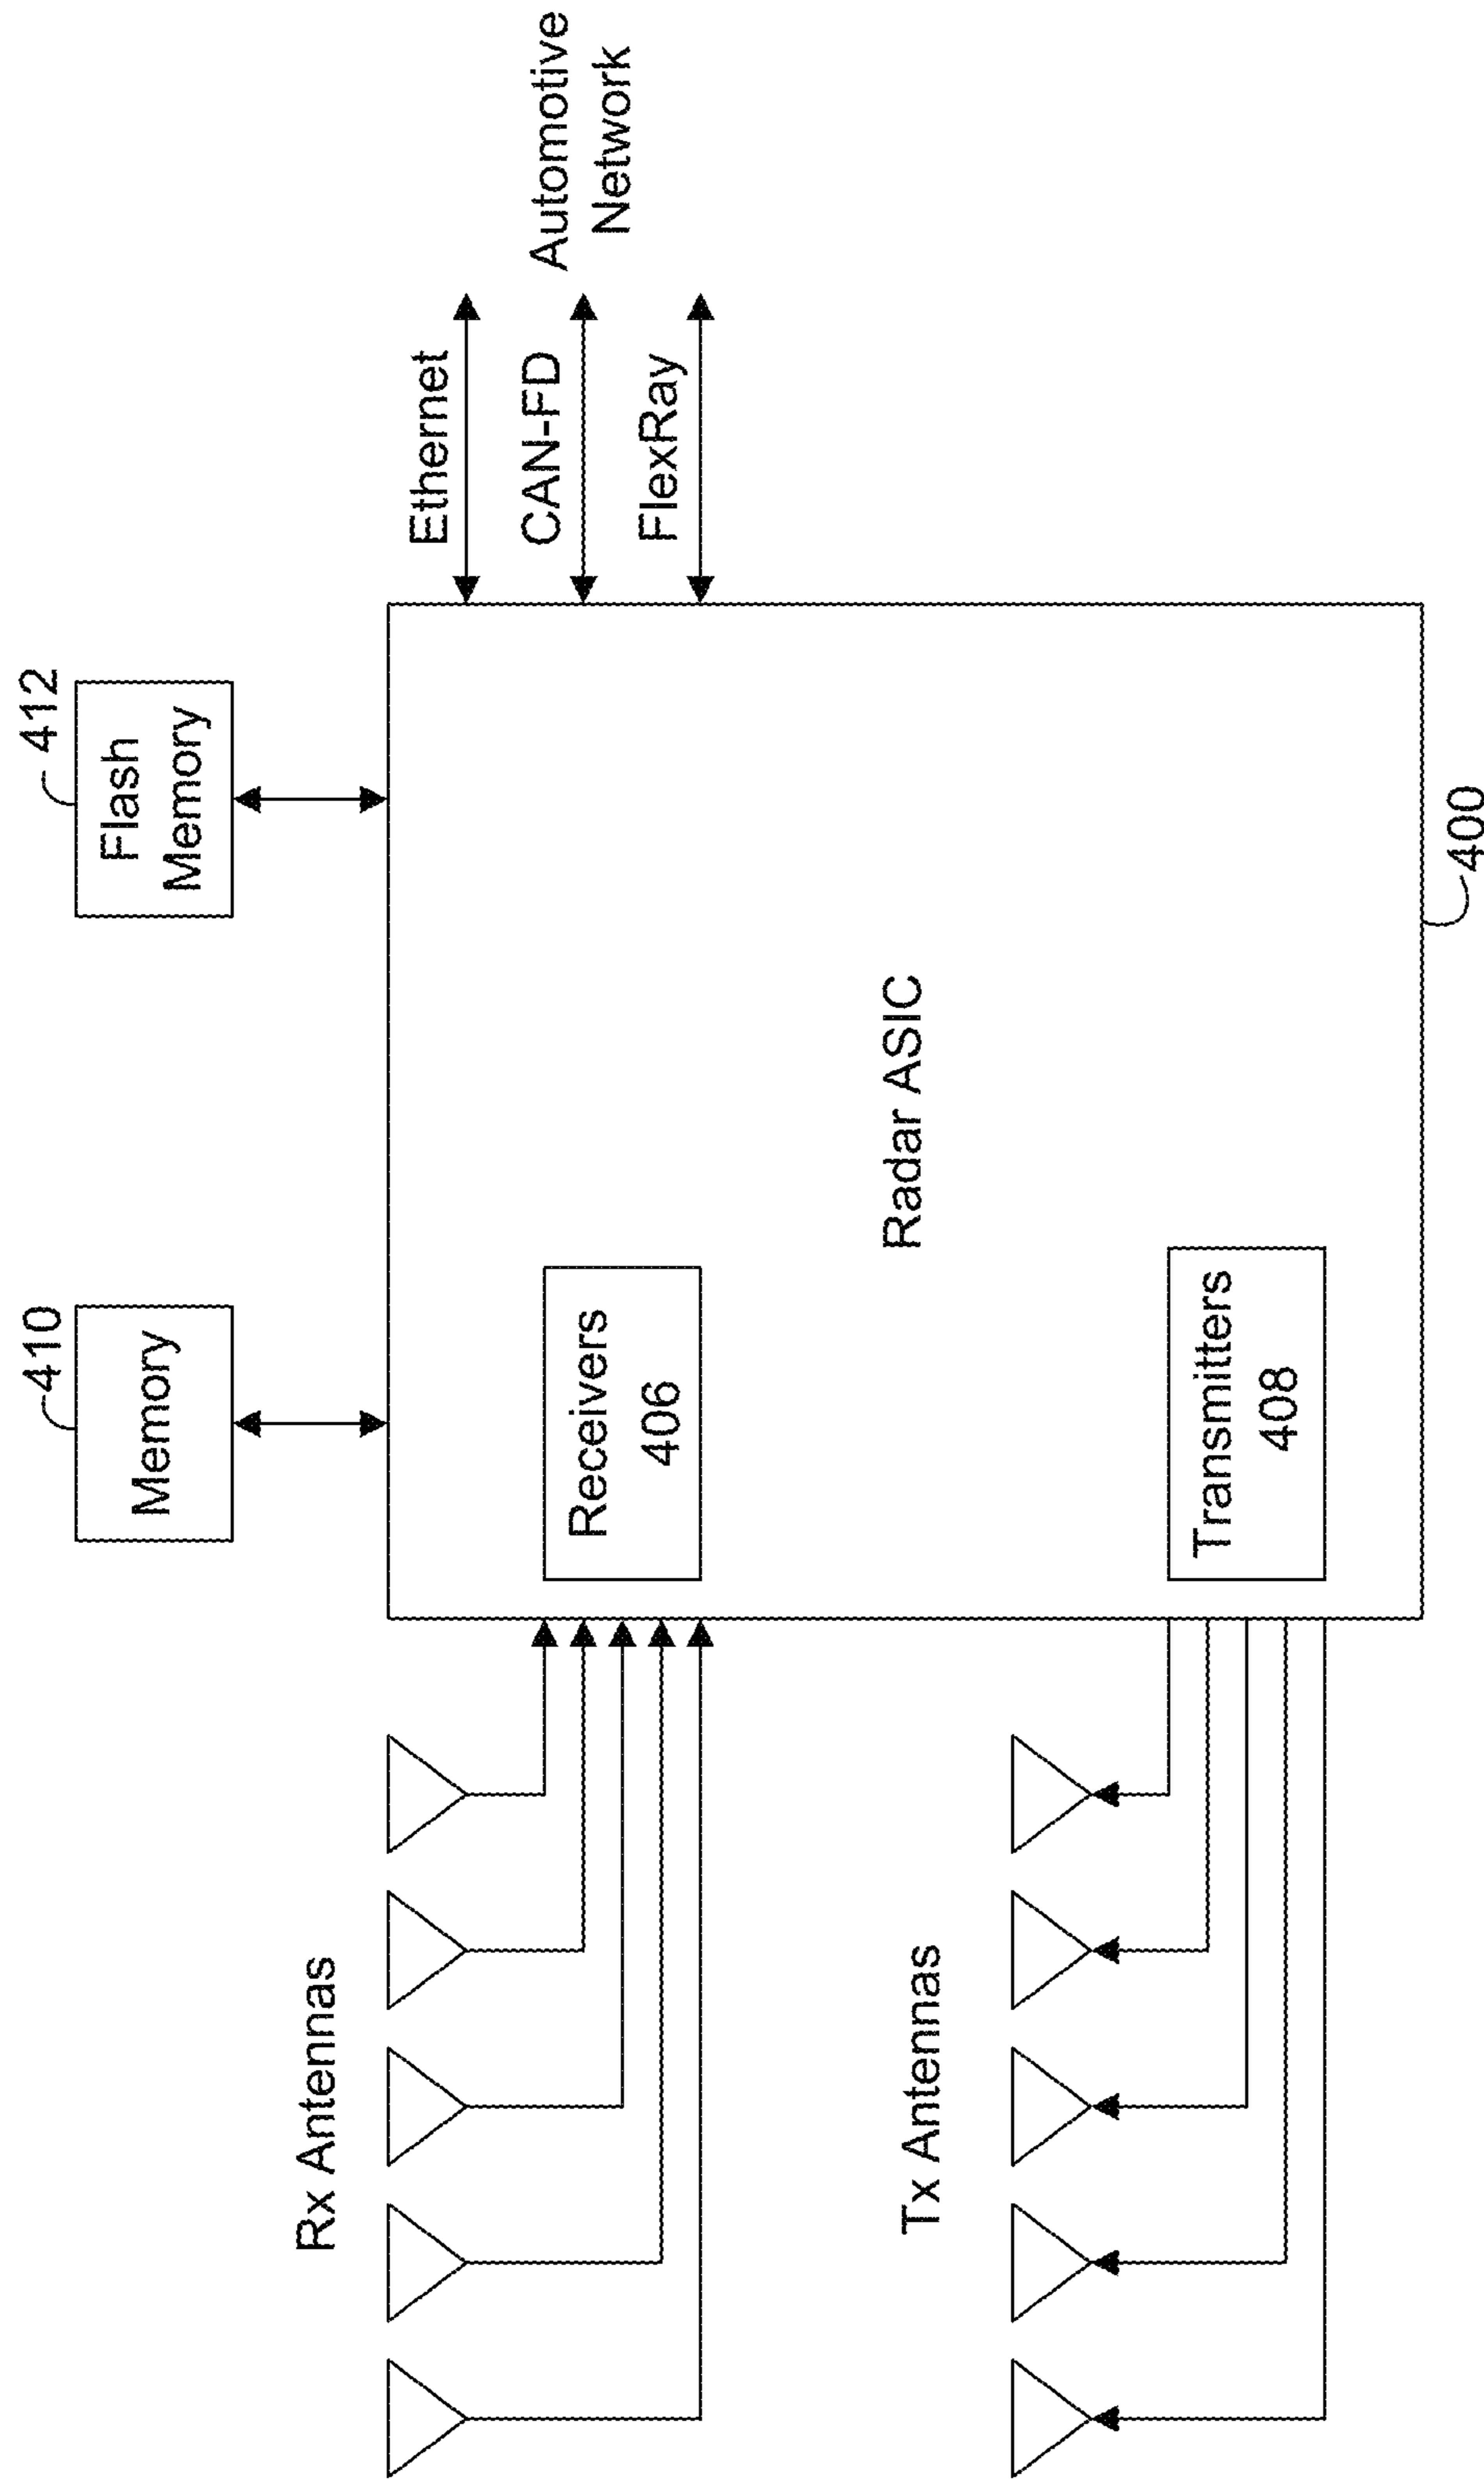 410
Memory
412
Flash
Memory
Rx Antennas
Receivers
406
Ethernet
CAN-FD
FlexRay
Automotive
Network
Radar ASIC
Tx Antennas
Transmitters
408
400